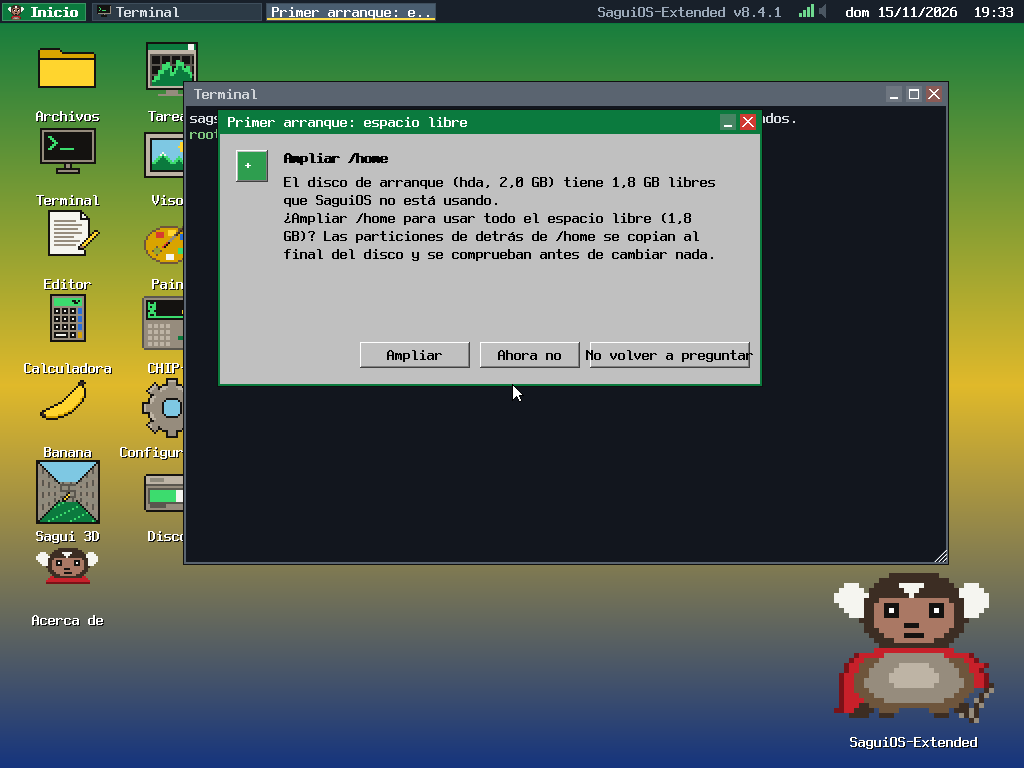 Inicio
Terminal
Primer arranque: e..
SaguiOS-Extended v8.4.1
dom 15/11/2026
19:33
Archivos
Terminal
Editor
Calculadora
CHIP-
Banana
Sagui 3D
Acerca de
Terminal
Primer arranque: espacio libre
Ampliar /home
El disco de arranque (hda, 2,0 GB) tiene 1,8 GB libres
que SaguiOS no está usando.
¿Ampliar /home para usar todo el espacio libre (1,8
GB)? Las particiones de detrás de /home se copian al
final del disco y se comprueban antes de cambiar nada.
Ampliar
Ahora no
No volver a preguntar
SaguiOS-Extended